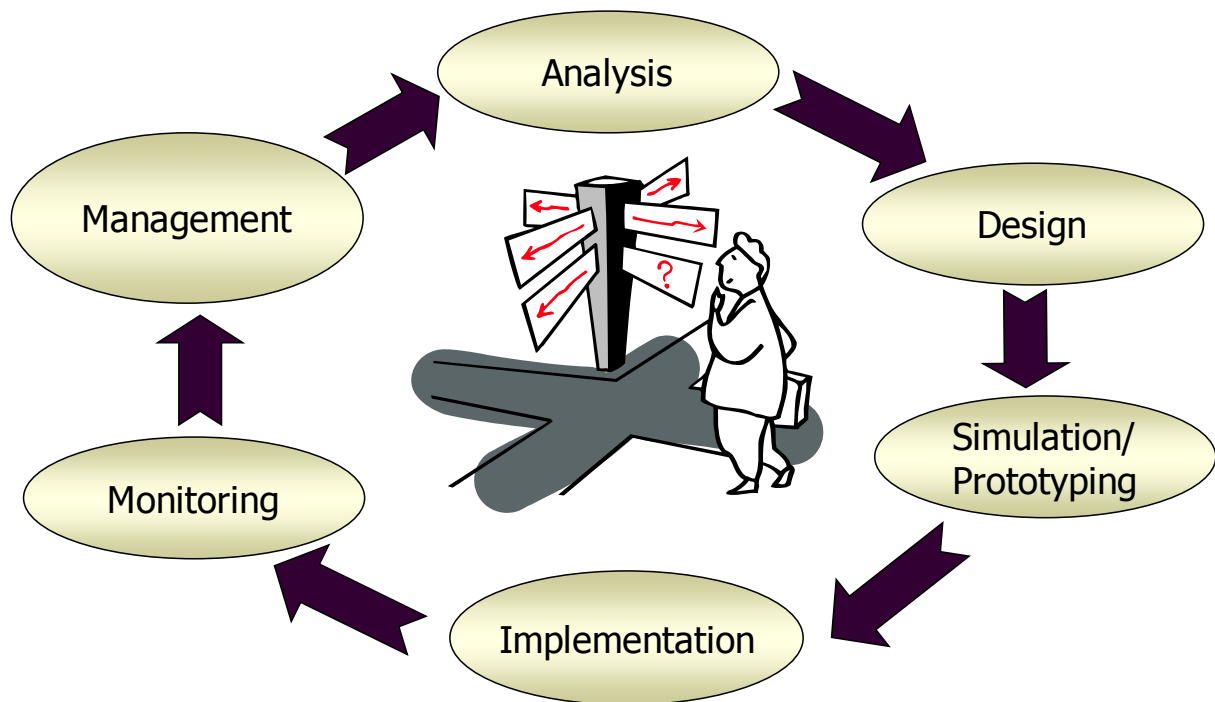 Analysis
Management
Design
?
Simulation/
Prototyping
Monitoring
Implementation